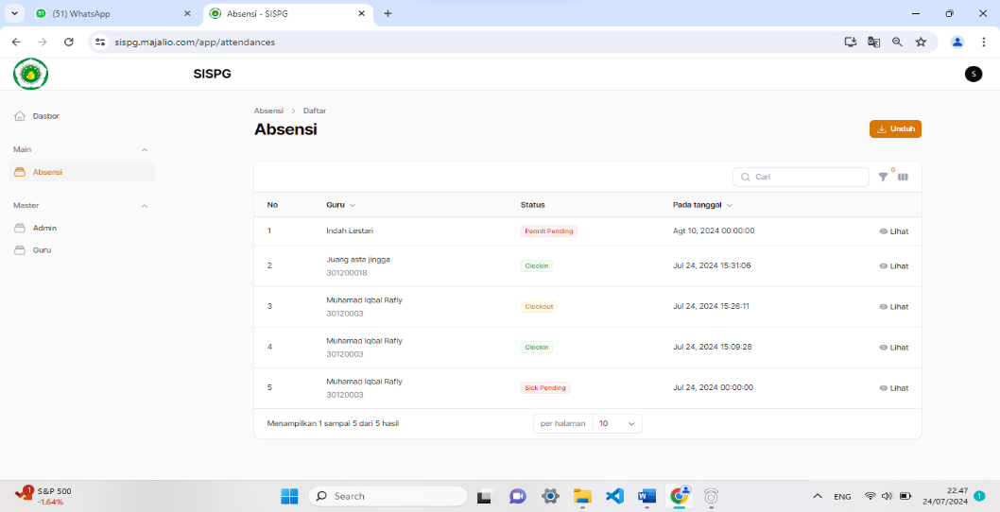 (51) WhatsApp
Absensi - SISPG
sispg.majalio.com/app/attendances
SISPG
S
Dasbor
Main
Absensi
Master
Admin
Guru
Absensi > Daftar
Absensi
Unduh
Cari
0
No Guru Status Pada tanggal
1 Indah Lestari Permit Pending Agt 10, 2024 00:00:00 Lihat
2 Juang asta jingga 301200018 Clockin Jul 24, 2024 15:31:06 Lihat
3 Muhamad Iqbal Rafly 30120003 Clockout Jul 24, 2024 15:26:11 Lihat
4 Muhamad Iqbal Rafly 30120003 Clockin Jul 24, 2024 15:09:28 Lihat
5 Muhamad Iqbal Rafly 30120003 Sick Pending Jul 24, 2024 00:00:00 Lihat
Menampilkan 1 sampai 5 dari 5 hasil per halaman 10
1 S&P 500
-1.64%
Search
ENG
22.47
24/07/2024
1